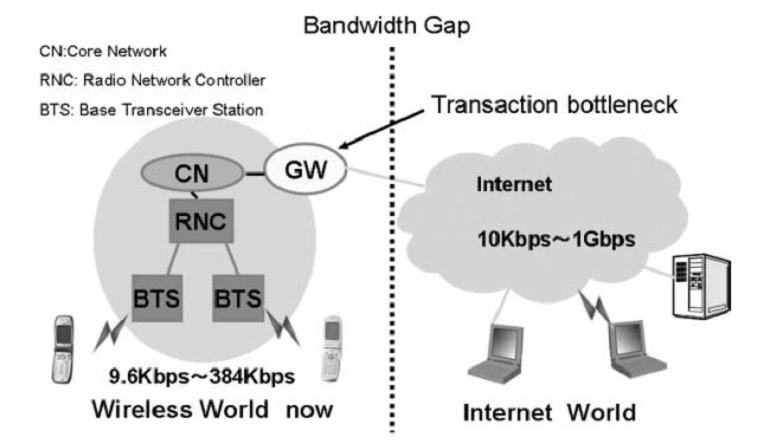 Bandwidth Gap
CN:Core Network
RNC: Radio Network Controller
BTS: Base Transceiver Station
Transaction bottleneck
CN
GW
RNC
BTS
BTS
Internet
10Kbps～1Gbps
9.6Kbps～384Kbps
Wireless World now
Internet World